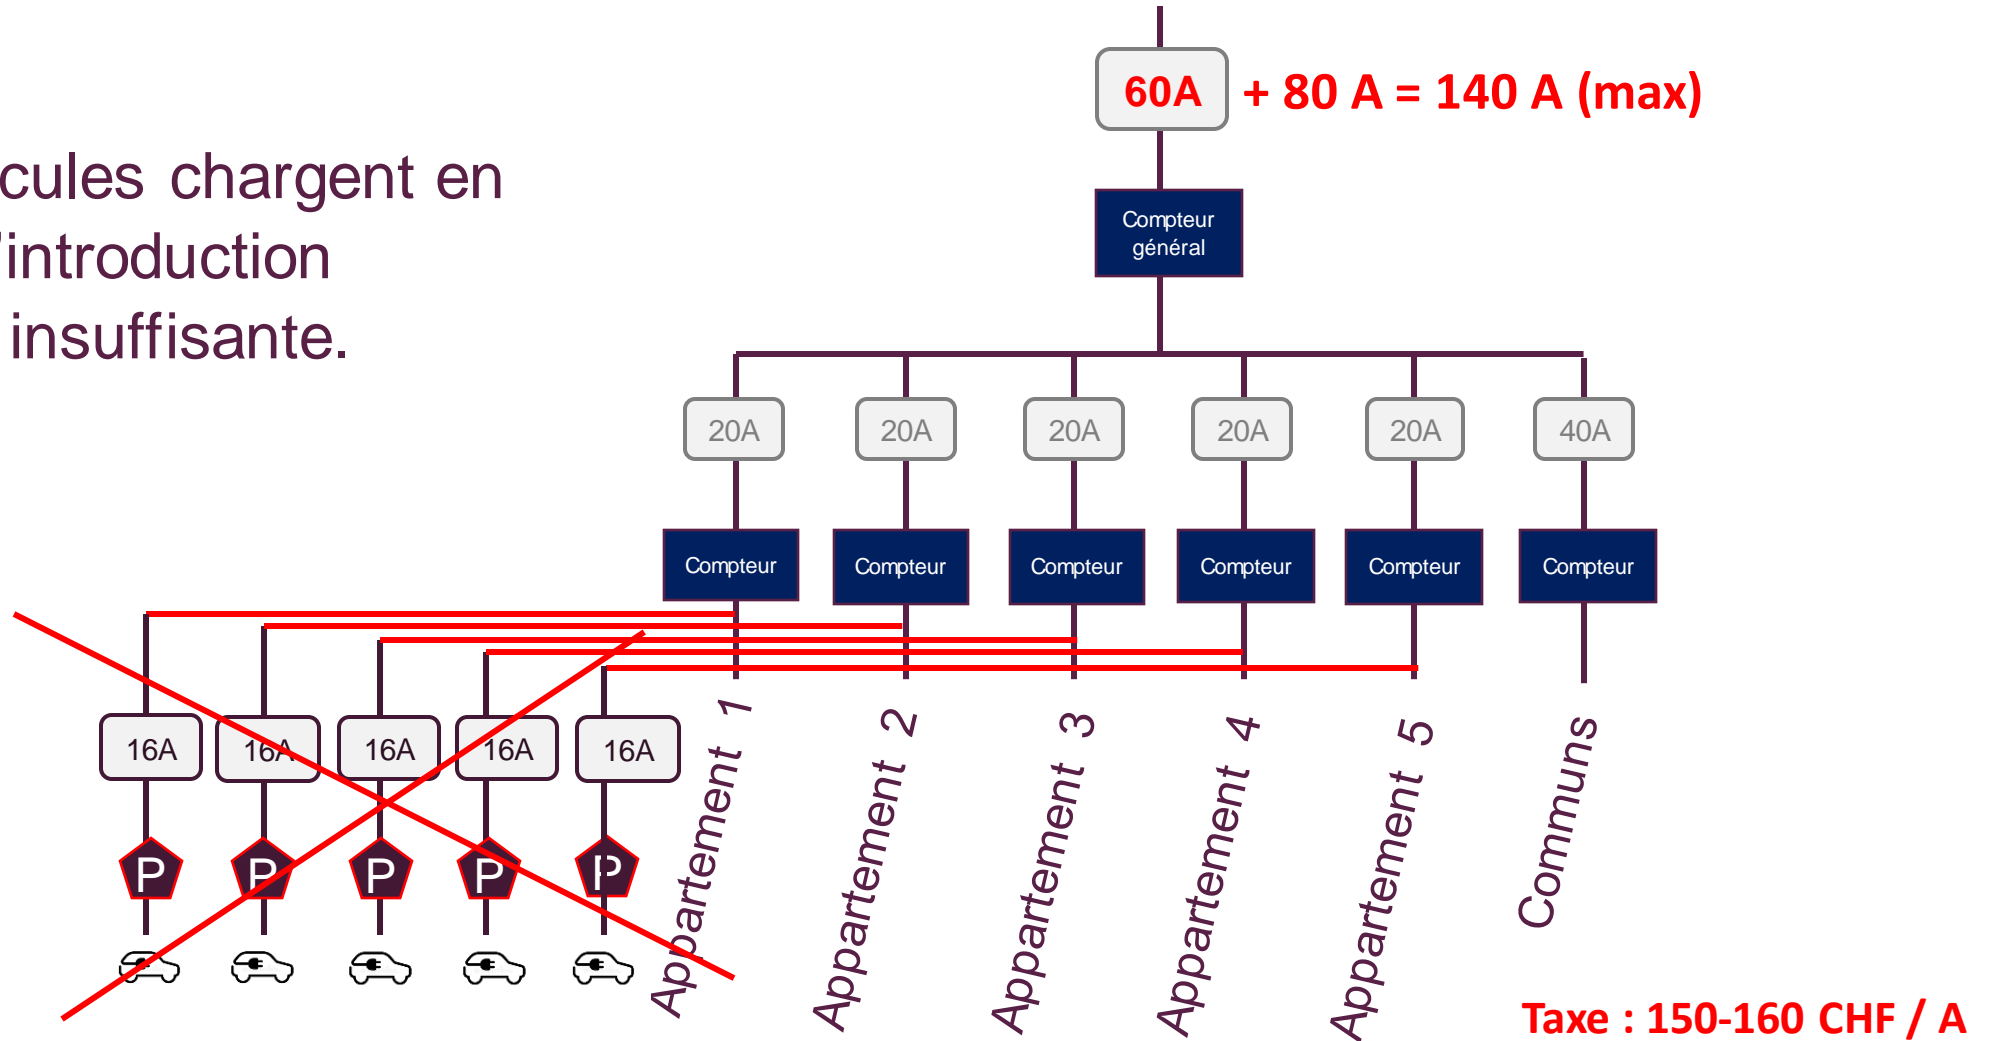 60A + 80 A = 140 A (max)
cules chargent en
'introduction
insuffisante.
Compteur
général
20A 20A 20A 20A 20A 40A
Compteur Compteur Compteur Compteur Compteur Compteur
16A 16A 16A 16A 16A
P P P P P
Appartement 1
Appartement 2
Appartement 3
Appartement 4
Appartement 5
Communs
Taxe : 150-160 CHF / A